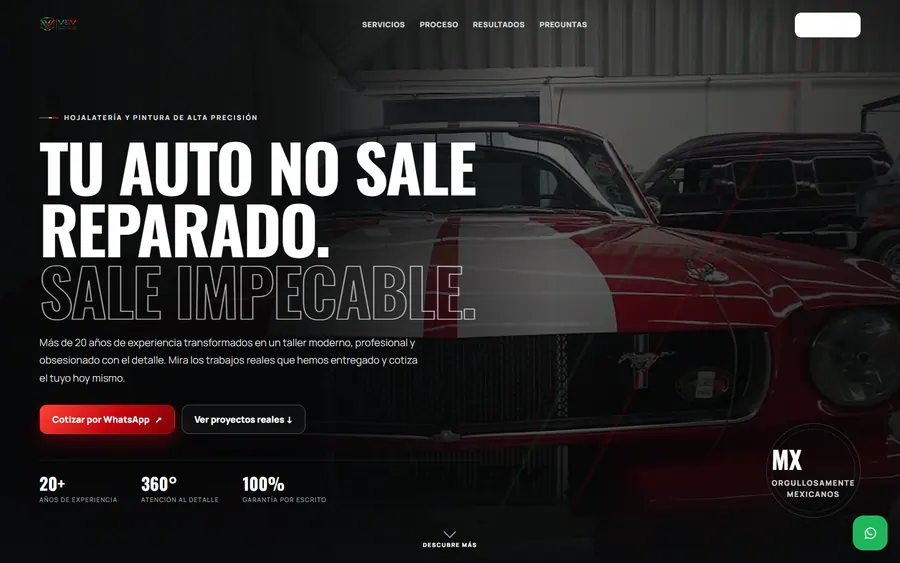 VEV
SERVICIOS PROCESO RESULTADOS PREGUNTAS
HOJALATERÍA Y PINTURA DE ALTA PRECISIÓN
TU AUTO NO SALE
REPARADO.
SALE IMPECABLE.
Más de 20 años de experiencia transformados en un taller moderno, profesional y
obsesionado con el detalle. Mira los trabajos reales que hemos entregado y cotiza
el tuyo hoy mismo.
Cotizar por WhatsApp ↗ Ver proyectos reales ↓
20+ 360° 100%
AÑOS DE EXPERIENCIA ATENCIÓN AL DETALLE GARANTÍA POR ESCRITO
MX
ORGULLOSAMENTE
MEXICANOS
DESCUBRE MÁS